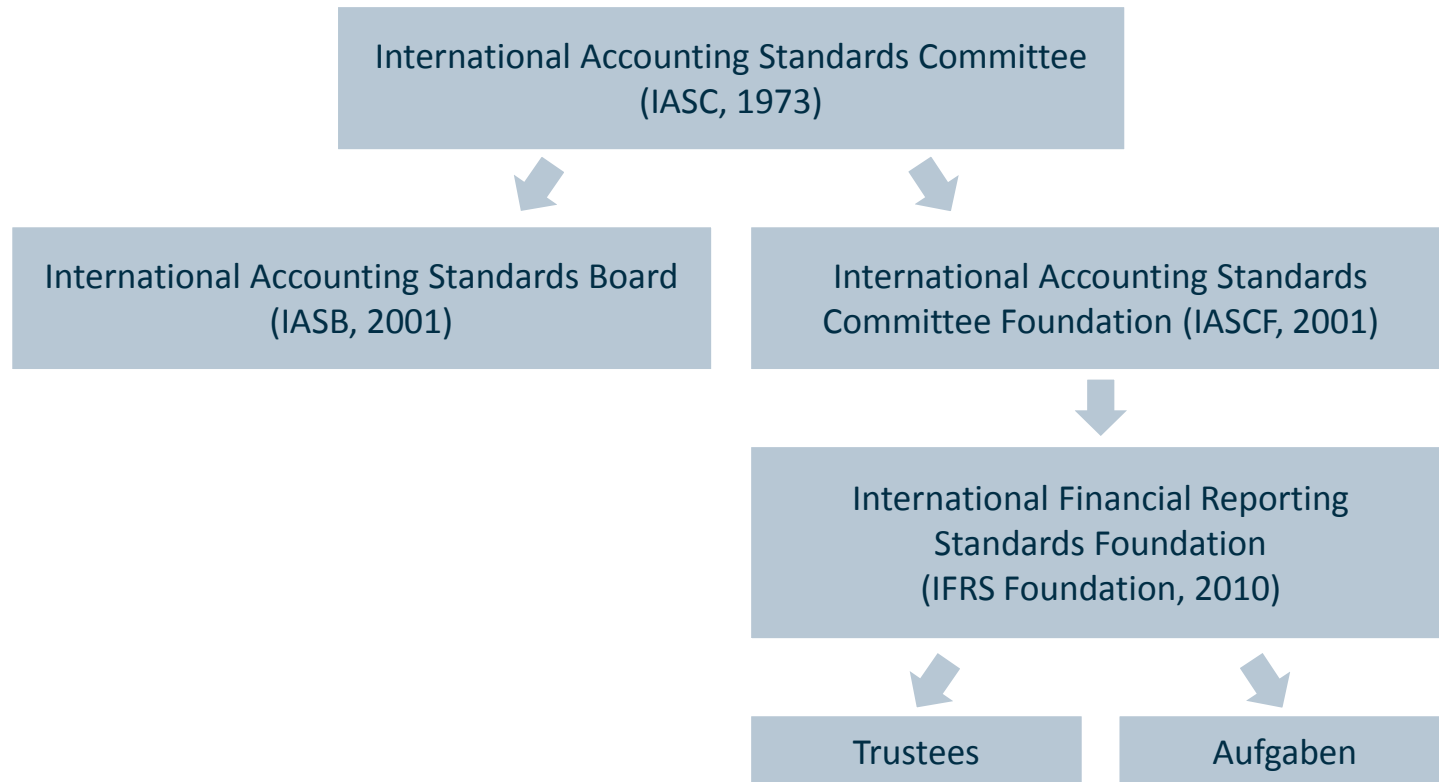 International Accounting Standards Committee
(IASC, 1973)
International Accounting Standards Board
(IASB, 2001)
International Accounting Standards
Committee Foundation (IASCF, 2001)
International Financial Reporting
Standards Foundation
(IFRS Foundation, 2010)
Trustees
Aufgaben